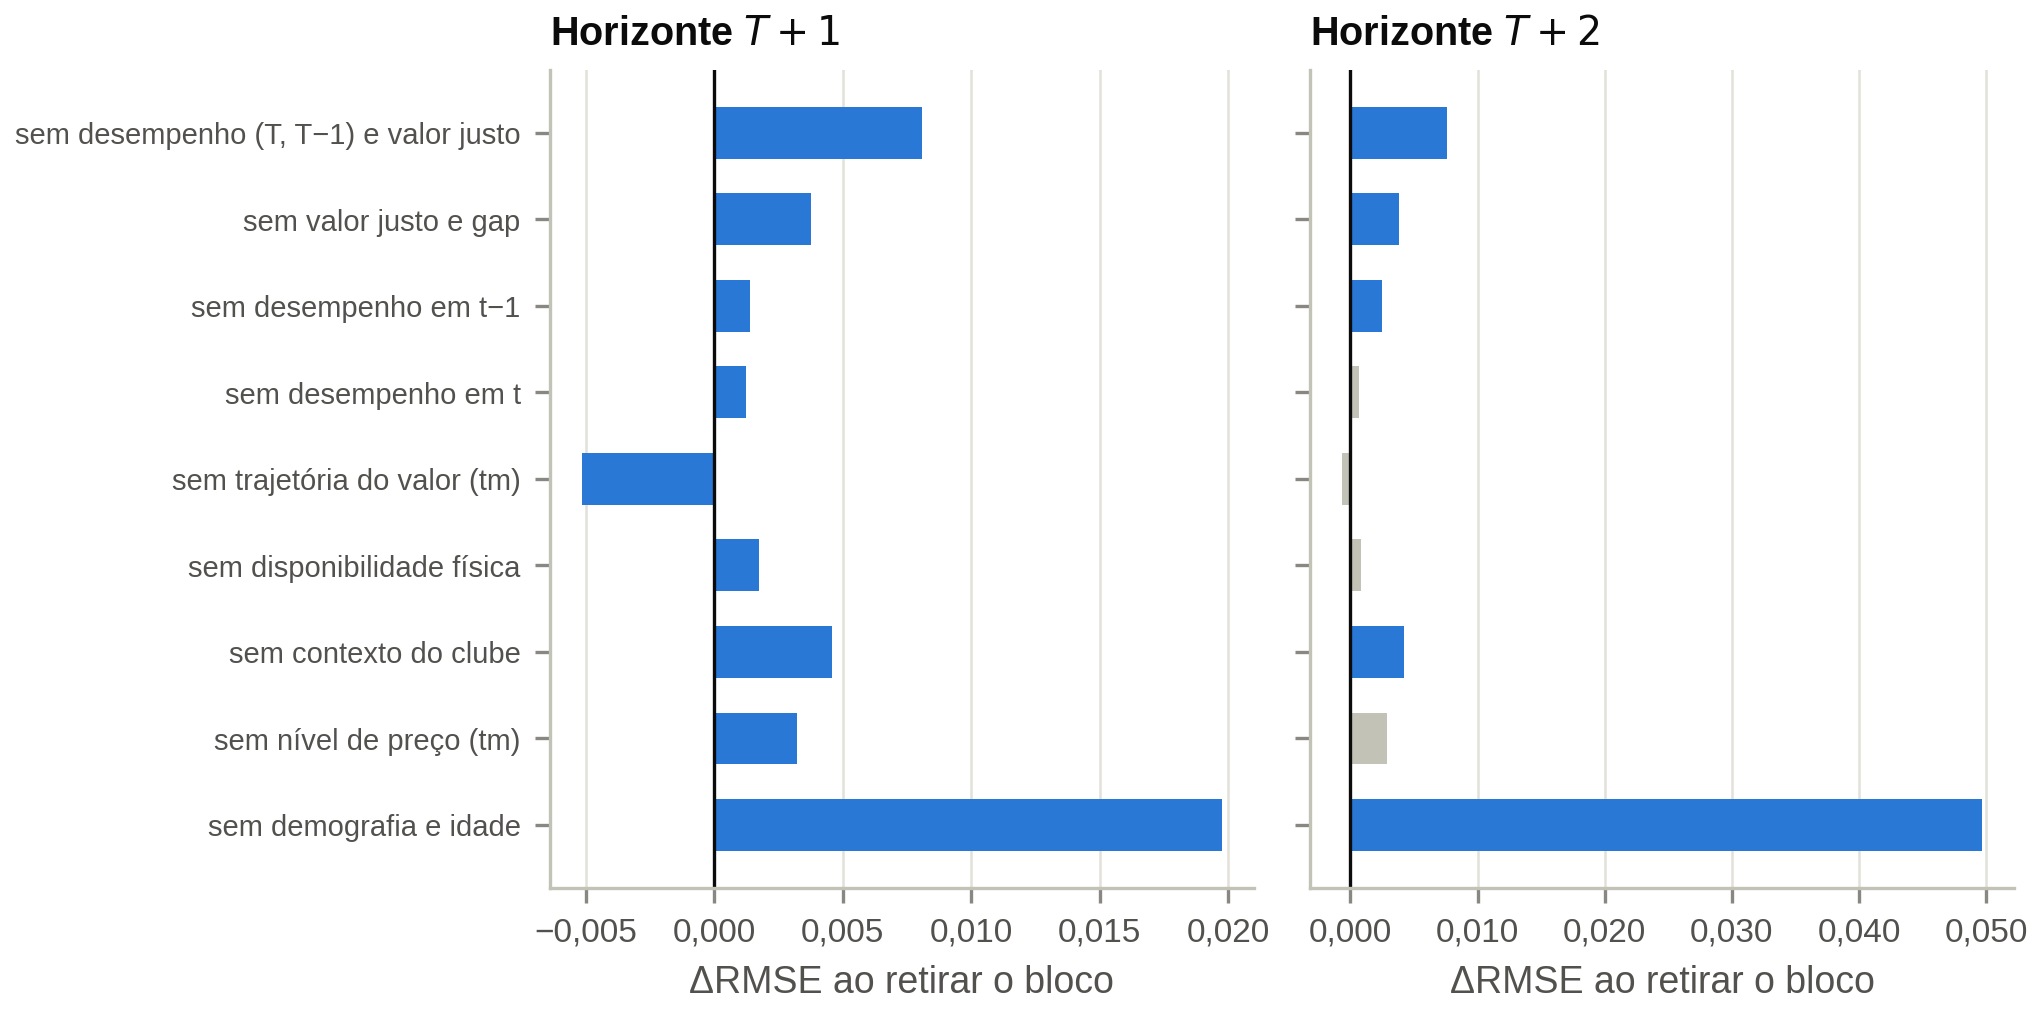 Horizonte T + 1
Horizonte T + 2
sem desempenho (T, T−1) e valor justo
sem valor justo e gap
sem desempenho em t−1
sem desempenho em t
sem trajetória do valor (tm)
sem disponibilidade física
sem contexto do clube
sem nível de preço (tm)
sem demografia e idade
−0,005 0,000 0,005 0,010 0,015 0,020
0,000 0,010 0,020 0,030 0,040 0,050
ΔRMSE ao retirar o bloco
ΔRMSE ao retirar o bloco